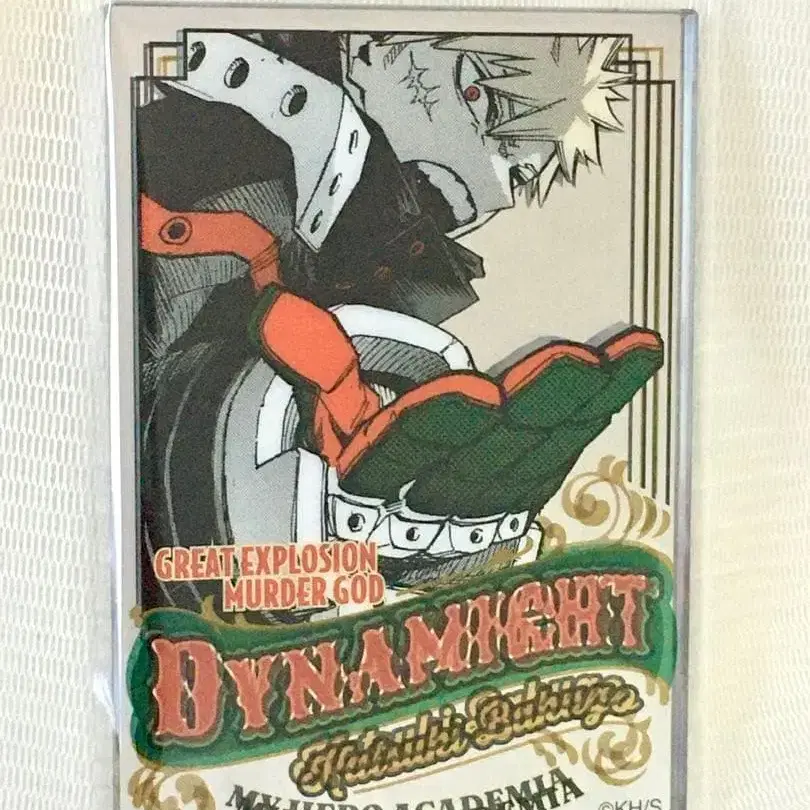 GREAT EXPLOSION
MURDER GOD
DYNAMIGHT
Katsuki Bakugo
MY HERO ACADEMIA
©KH/S